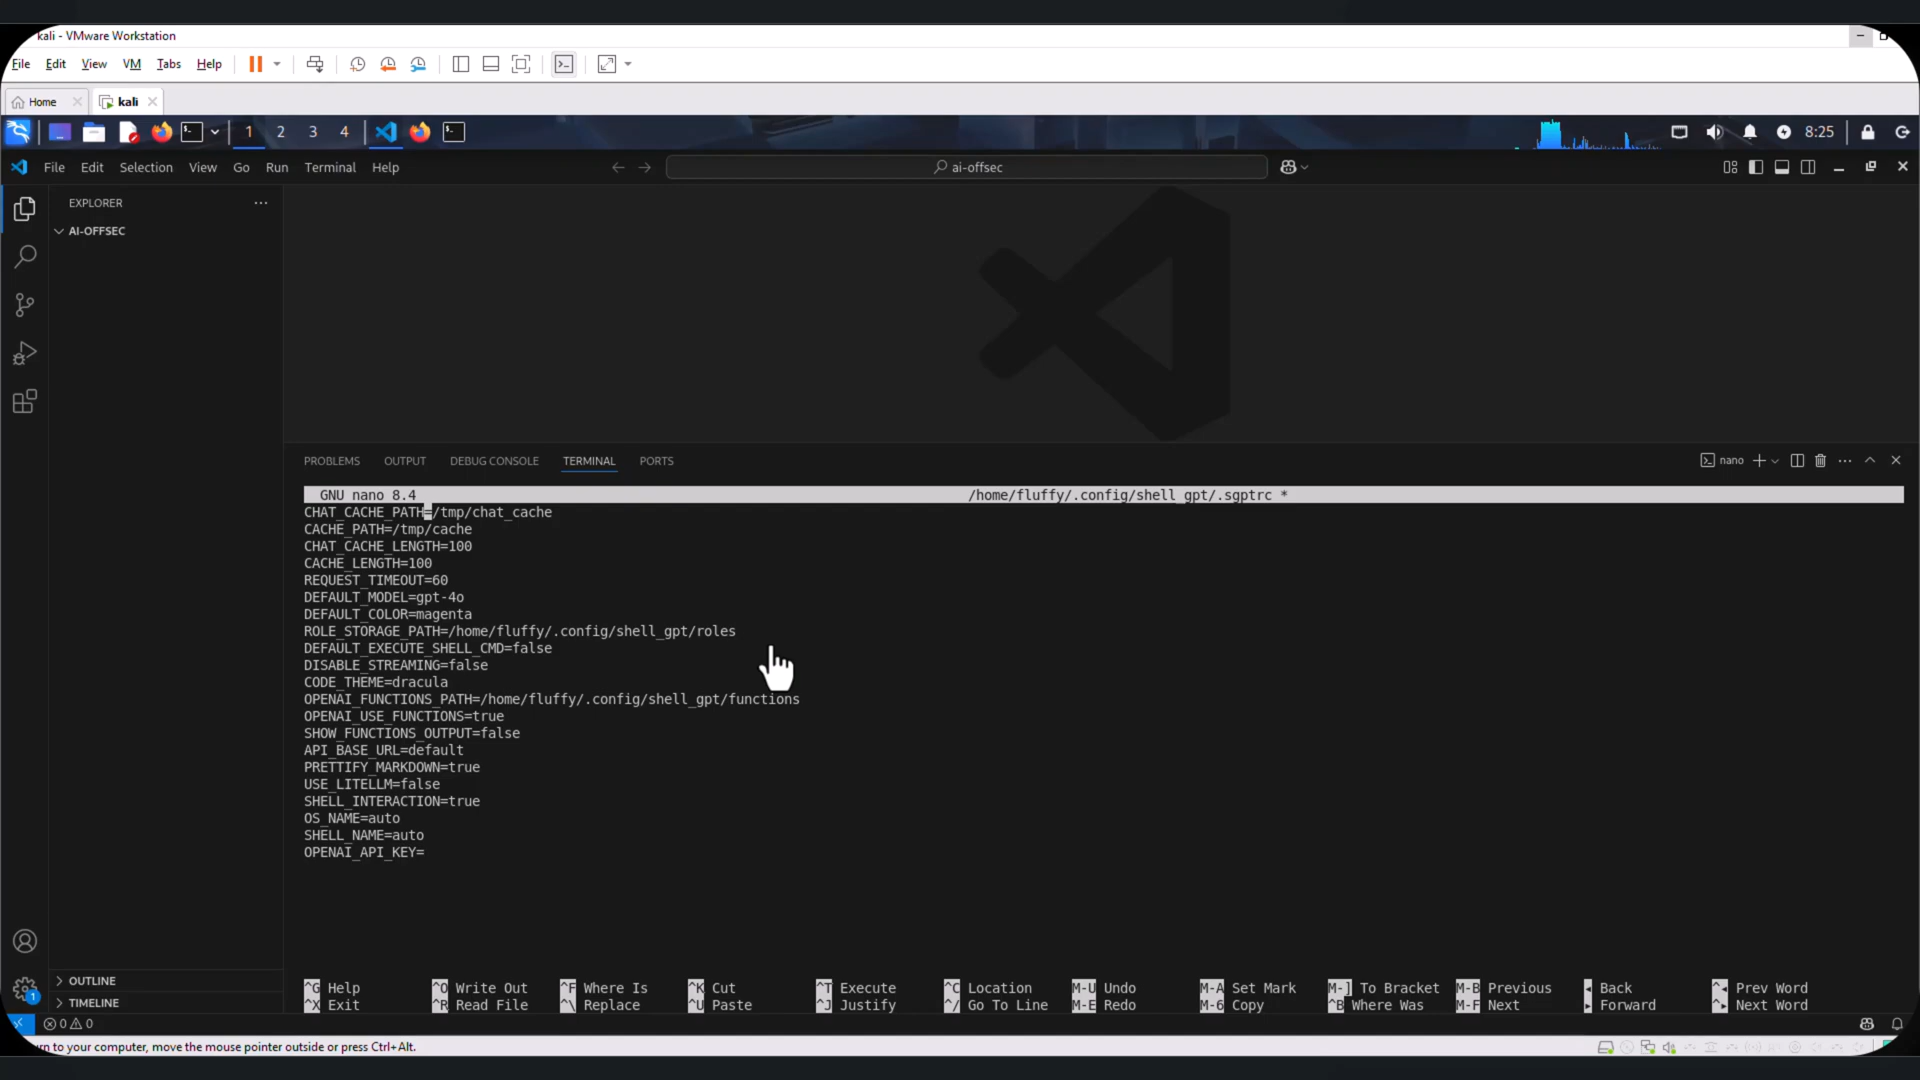 kali - VMware Workstation
File Edit View VM Tabs Help
Home kali
1 2 3 4 8:25
File Edit Selection View Go Run Terminal Help ai-offsec
EXPLORER
AI-OFFSEC
PROBLEMS OUTPUT DEBUG CONSOLE TERMINAL PORTS nano
GNU nano 8.4 /home/fluffy/.config/shell_gpt/.sgptrc *
CHAT_CACHE_PATH=/tmp/chat_cache
CACHE_PATH=/tmp/cache
CHAT_CACHE_LENGTH=100
CACHE_LENGTH=100
REQUEST_TIMEOUT=60
DEFAULT_MODEL=gpt-4o
DEFAULT_COLOR=magenta
ROLE_STORAGE_PATH=/home/fluffy/.config/shell_gpt/roles
DEFAULT_EXECUTE_SHELL_CMD=false
DISABLE_STREAMING=false
CODE_THEME=dracula
OPENAI_FUNCTIONS_PATH=/home/fluffy/.config/shell_gpt/functions
OPENAI_USE_FUNCTIONS=true
SHOW_FUNCTIONS_OUTPUT=false
API_BASE_URL=default
PRETTIFY_MARKDOWN=true
USE_LITELLM=false
SHELL_INTERACTION=true
OS_NAME=auto
SHELL_NAME=auto
OPENAI_API_KEY=
^G Help ^O Write Out ^F Where Is ^K Cut ^T Execute ^C Location M-U Undo M-A Set Mark M-] To Bracket M-B Previous ◂ Back ^◂ Prev Word
^X Exit ^R Read File ^\ Replace ^U Paste ^J Justify ^/ Go To Line M-E Redo M-6 Copy ^B Where Was M-F Next ▸ Forward ^▸ Next Word
OUTLINE
TIMELINE
1
0 0
to your computer, move the mouse pointer outside or press Ctrl+Alt.